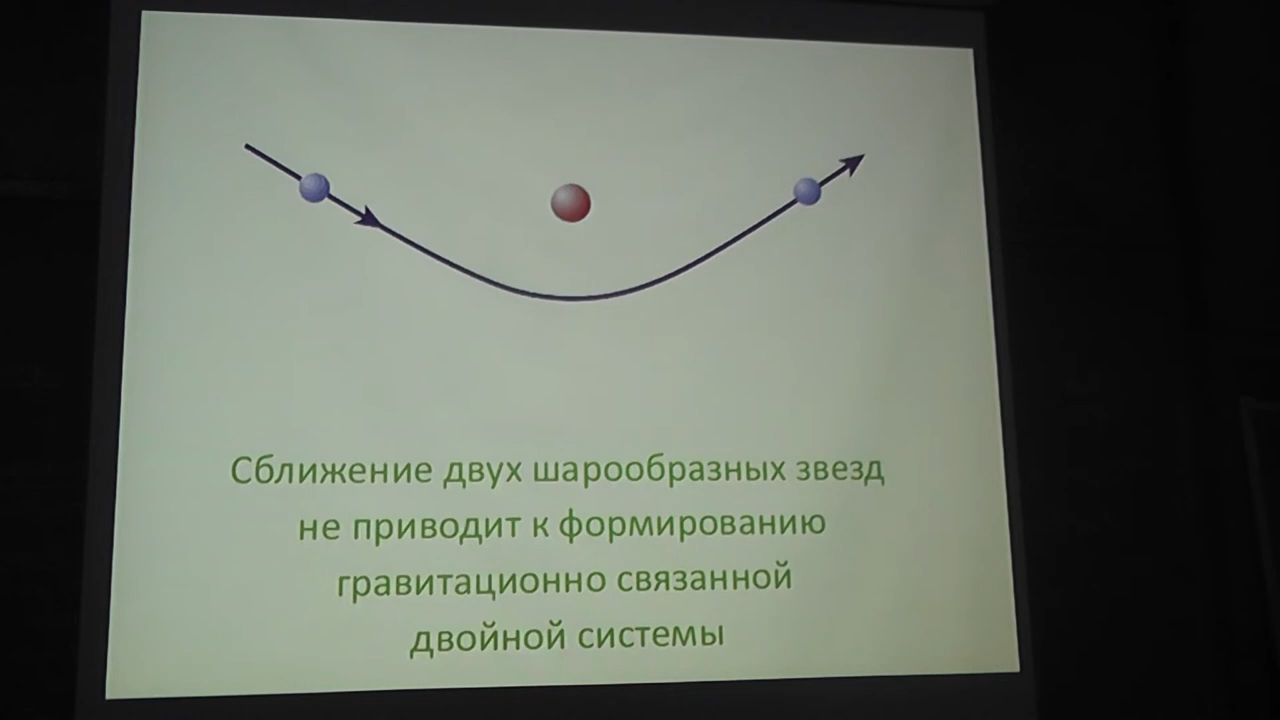 Сближение двух шарообразных звезд
не приводит к формированию
гравитационно связанной
двойной системы